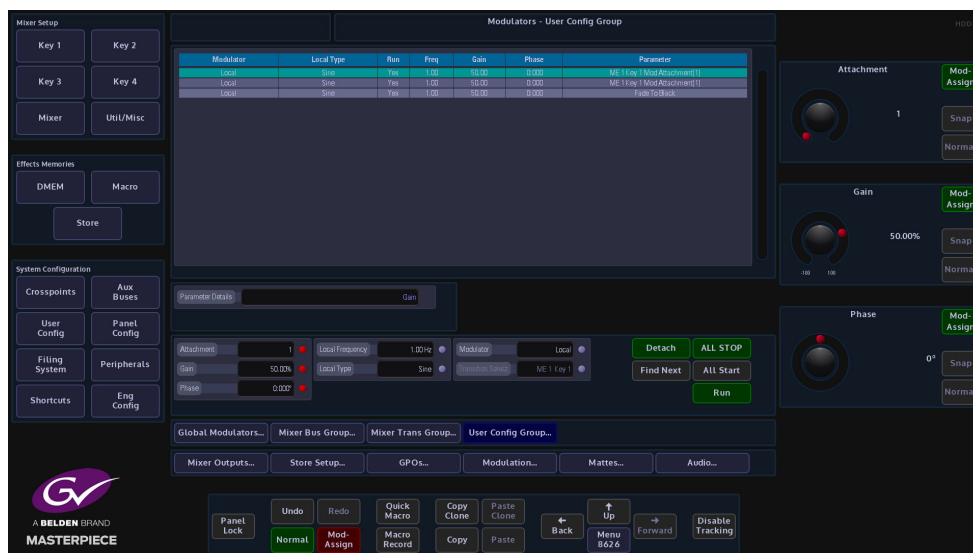 Mixer Setup
Key 1
Key 2
Key 3
Key 4
Mixer
Util/Misc
Effects Memories
DMEM
Macro
Store
System Configuration
Crosspoints
Aux
Buses
User
Config
Panel
Config
Filing
System
Peripherals
Shortcuts
Eng
Config
A BELDEN BRAND
MASTERPIECE
Modulators - User Config Group
Modulator Local Type Run Freq Gain Phase Parameter
Local Sine Yes 1.00 50.00 0:000 ME 1 Key 1 Mod Attachment[1]
Local Sine Yes 1.00 50.00 0:000 ME 1 Key 1 Mod Attachment[1]
Local Sine Yes 1.00 50.00 0:000 Fade To Black
Parameter Details Gain
Attachment 1 Local Frequency 1.00 Hz Modulator Local
Gain 50.00% Local Type Sine Transition Select ME 1 Key 1
Phase 0:000°
Detach
ALL STOP
Find Next
All Start
Run
Global Modulators...
Mixer Bus Group...
Mixer Trans Group...
User Config Group...
Mixer Outputs...
Store Setup...
GPOs...
Modulation...
Mattes...
Audio...
Panel
Lock
Undo
Redo
Normal
Mod-
Assign
Quick
Macro
Macro
Record
Copy
Clone
Paste
Clone
Copy
Paste
Back
Up
Menu
8626
Forward
Disable
Tracking
HDD
Attachment
1
Mod-
Assign
Snap
Norma
Gain
50.00%
-100 100
Mod-
Assign
Snap
Norma
Phase
0°
Mod-
Assign
Snap
Norma